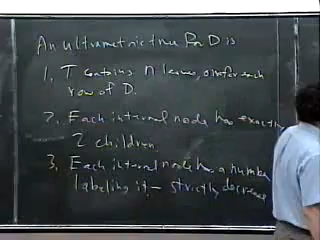 An ultrametric tree for D is
1. T contains n leaves, one for each
row of D.
2. Each internal node has exactly
2 children.
3. Each internal node has a number
labeling it — strictly decrease